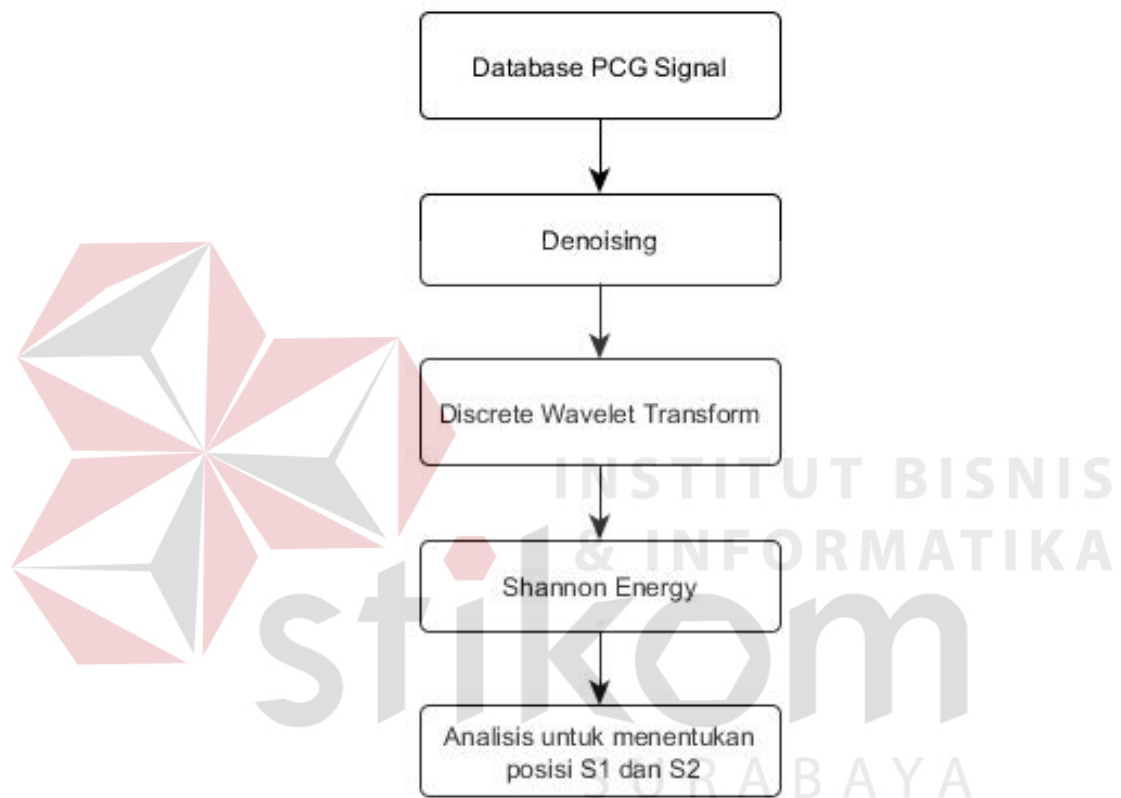 Database PCG Signal
Denoising
Discrete Wavelet Transform
INSTITUT BISNIS
& INFORMATIKA
Shannon Energy
stikom
Analisis untuk menentukan
posisi S1 dan S2
SURABAYA